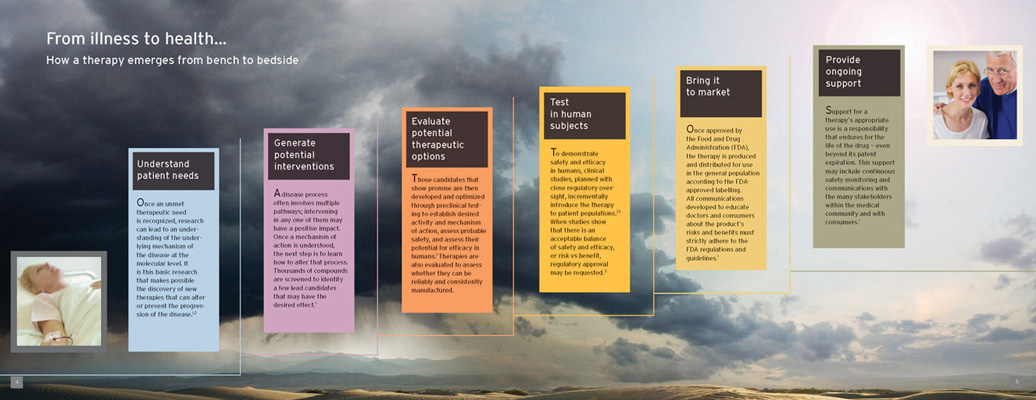 From illness to health...
How a therapy emerges from bench to bedside
Understand
patient needs
Once an unmet
therapeutic need
is recognized, research
can lead to an under-
standing of the under-
lying mechanism of
the disease at the
molecular level. It
is this basic research
that makes possible
the discovery of new
therapies that can alter
or prevent the progres-
sion of the disease.¹,²
Generate
potential
interventions
A disease process
often involves multiple
pathways; intervening
in any one of them may
have a positive impact.
Once a mechanism of
action is understood,
the next step is to learn
how to alter that process.
Thousands of compounds
are screened to identify
a few lead candidates
that may have the
desired effect.¹
Evaluate
potential
therapeutic
options
Those candidates that
show promise are then
developed and optimized
through preclinical test-
ing to establish desired
activity and mechanism
of action, assess probable
safety, and assess their
potential for efficacy in
humans.¹ Therapies are
also evaluated to assess
whether they can be
reliably and consistently
manufactured.
Test
in human
subjects
To demonstrate
safety and efficacy
in humans, clinical
studies, planned with
close regulatory over-
sight, incrementally
introduce the therapy
to patient populations.¹,²
When studies show
that there is an
acceptable balance
of safety and efficacy,
or risk vs benefit,
regulatory approval
may be requested.³
Bring it
to market
Once approved by
the Food and Drug
Administration (FDA),
the therapy is produced
and distributed for use
in the general population
according to the FDA-
approved labelling.
All communications
developed to educate
doctors and consumers
about the product's
risks and benefits must
strictly adhere to the
FDA regulations and
guidelines.¹
Provide
ongoing
support
Support for a
therapy's appropriate
use is a responsibility
that endures for the
life of the drug – even
beyond its patent
expiration. This support
may include continuous
safety monitoring and
communications with
the many stakeholders
within the medical
community and with
consumers.¹
4